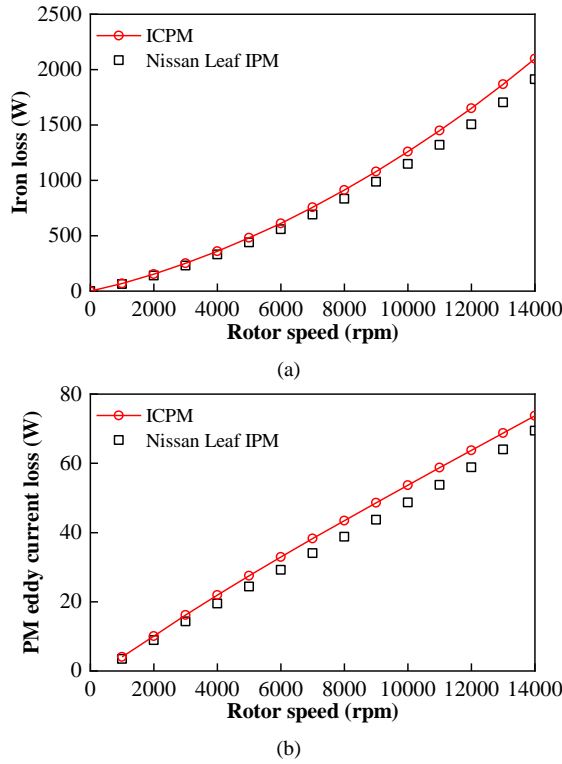 2500
2000
1500
1000
500
0
Iron loss (W)
ICPM
Nissan Leaf IPM
0 2000 4000 6000 8000 10000 12000 14000
Rotor speed (rpm)
(a)
80
60
40
20
0
PM eddy current loss (W)
ICPM
Nissan Leaf IPM
0 2000 4000 6000 8000 10000 12000 14000
Rotor speed (rpm)
(b)